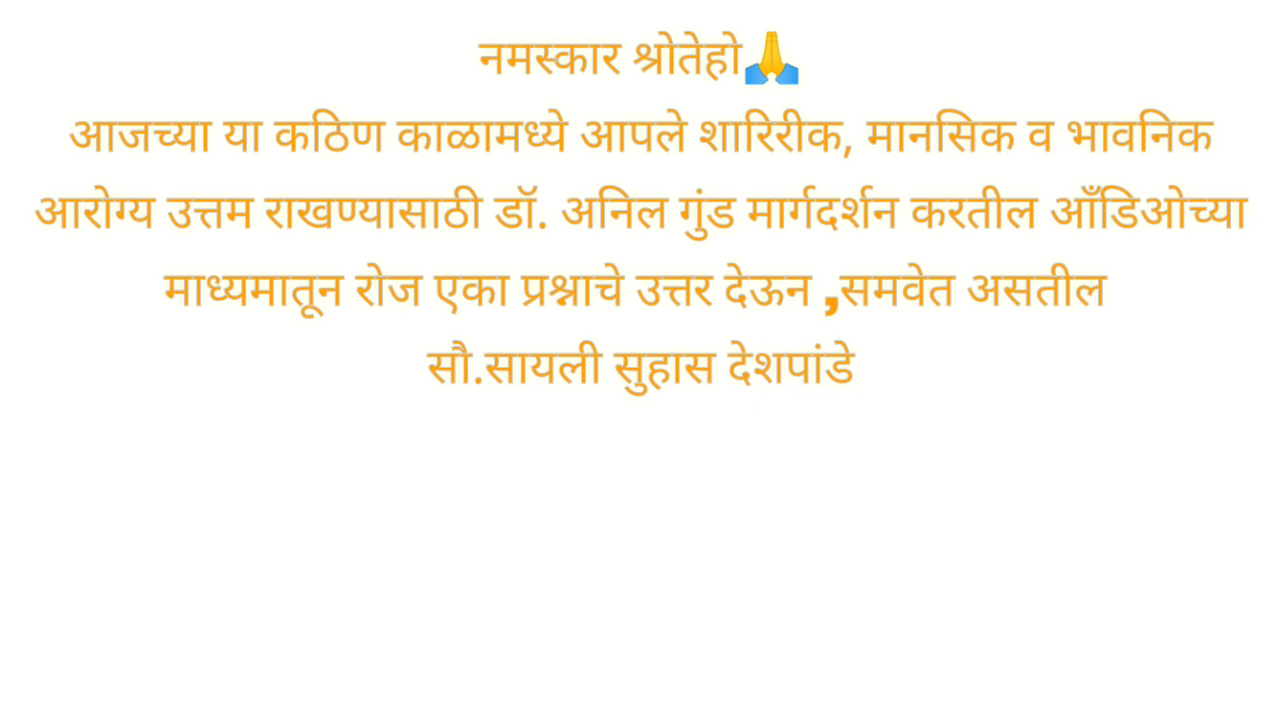 नमस्कार श्रोतेहो🙏
आजच्या या कठिण काळामध्ये आपले शारिरीक, मानसिक व भावनिक
आरोग्य उत्तम राखण्यासाठी डॉ. अनिल गुंड मार्गदर्शन करतील आँडिओच्या
माध्यमातून रोज एका प्रश्नाचे उत्तर देऊन ,समवेत असतील
सौ.सायली सुहास देशपांडे